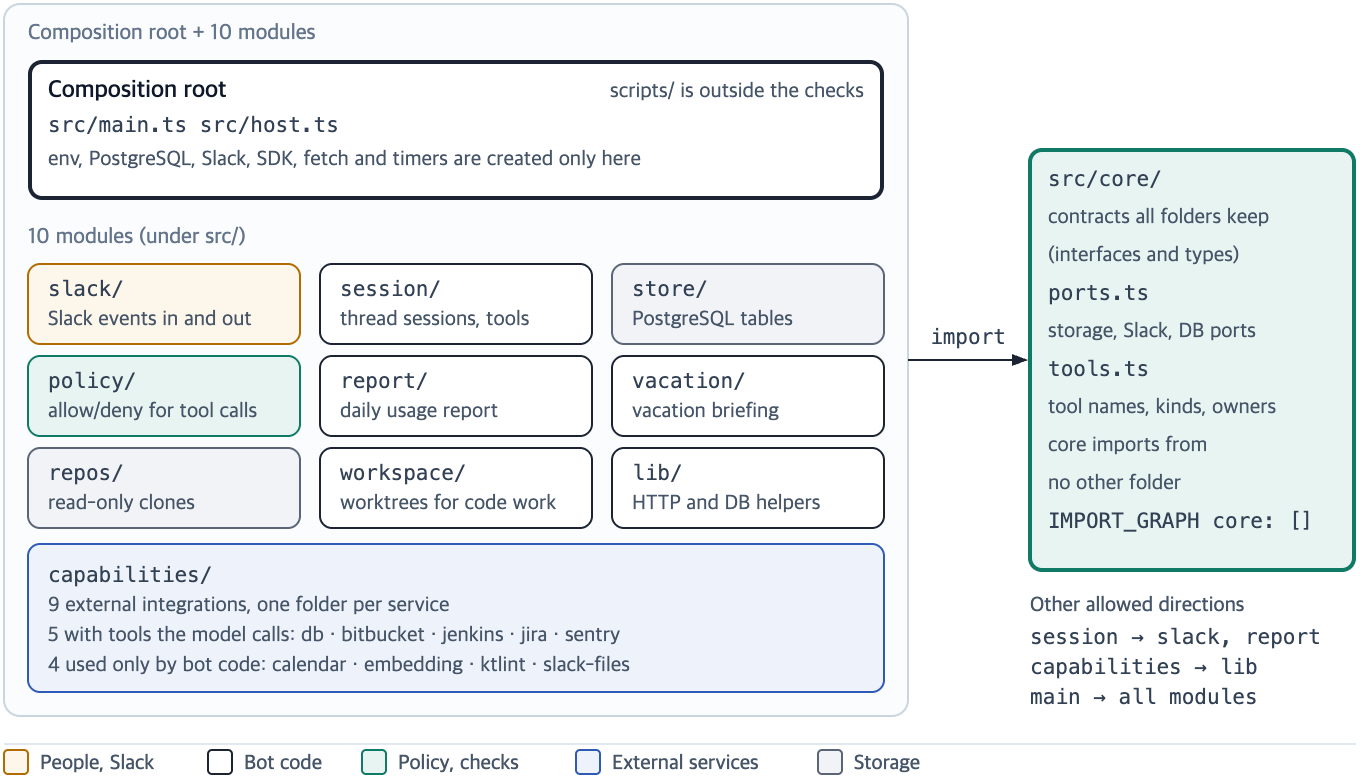 Composition root + 10 modules
Composition root
scripts/ is outside the checks
src/main.ts src/host.ts
env, PostgreSQL, Slack, SDK, fetch and timers are created only here
10 modules (under src/)
slack/
Slack events in and out
session/
thread sessions, tools
store/
PostgreSQL tables
policy/
allow/deny for tool calls
report/
daily usage report
vacation/
vacation briefing
repos/
read-only clones
workspace/
worktrees for code work
lib/
HTTP and DB helpers
capabilities/
9 external integrations, one folder per service
5 with tools the model calls: db · bitbucket · jenkins · jira · sentry
4 used only by bot code: calendar · embedding · ktlint · slack-files
import
src/core/
contracts all folders keep
(interfaces and types)
ports.ts
storage, Slack, DB ports
tools.ts
tool names, kinds, owners
core imports from
no other folder
IMPORT_GRAPH core: []
Other allowed directions
session → slack, report
capabilities → lib
main → all modules
People, Slack
Bot code
Policy, checks
External services
Storage